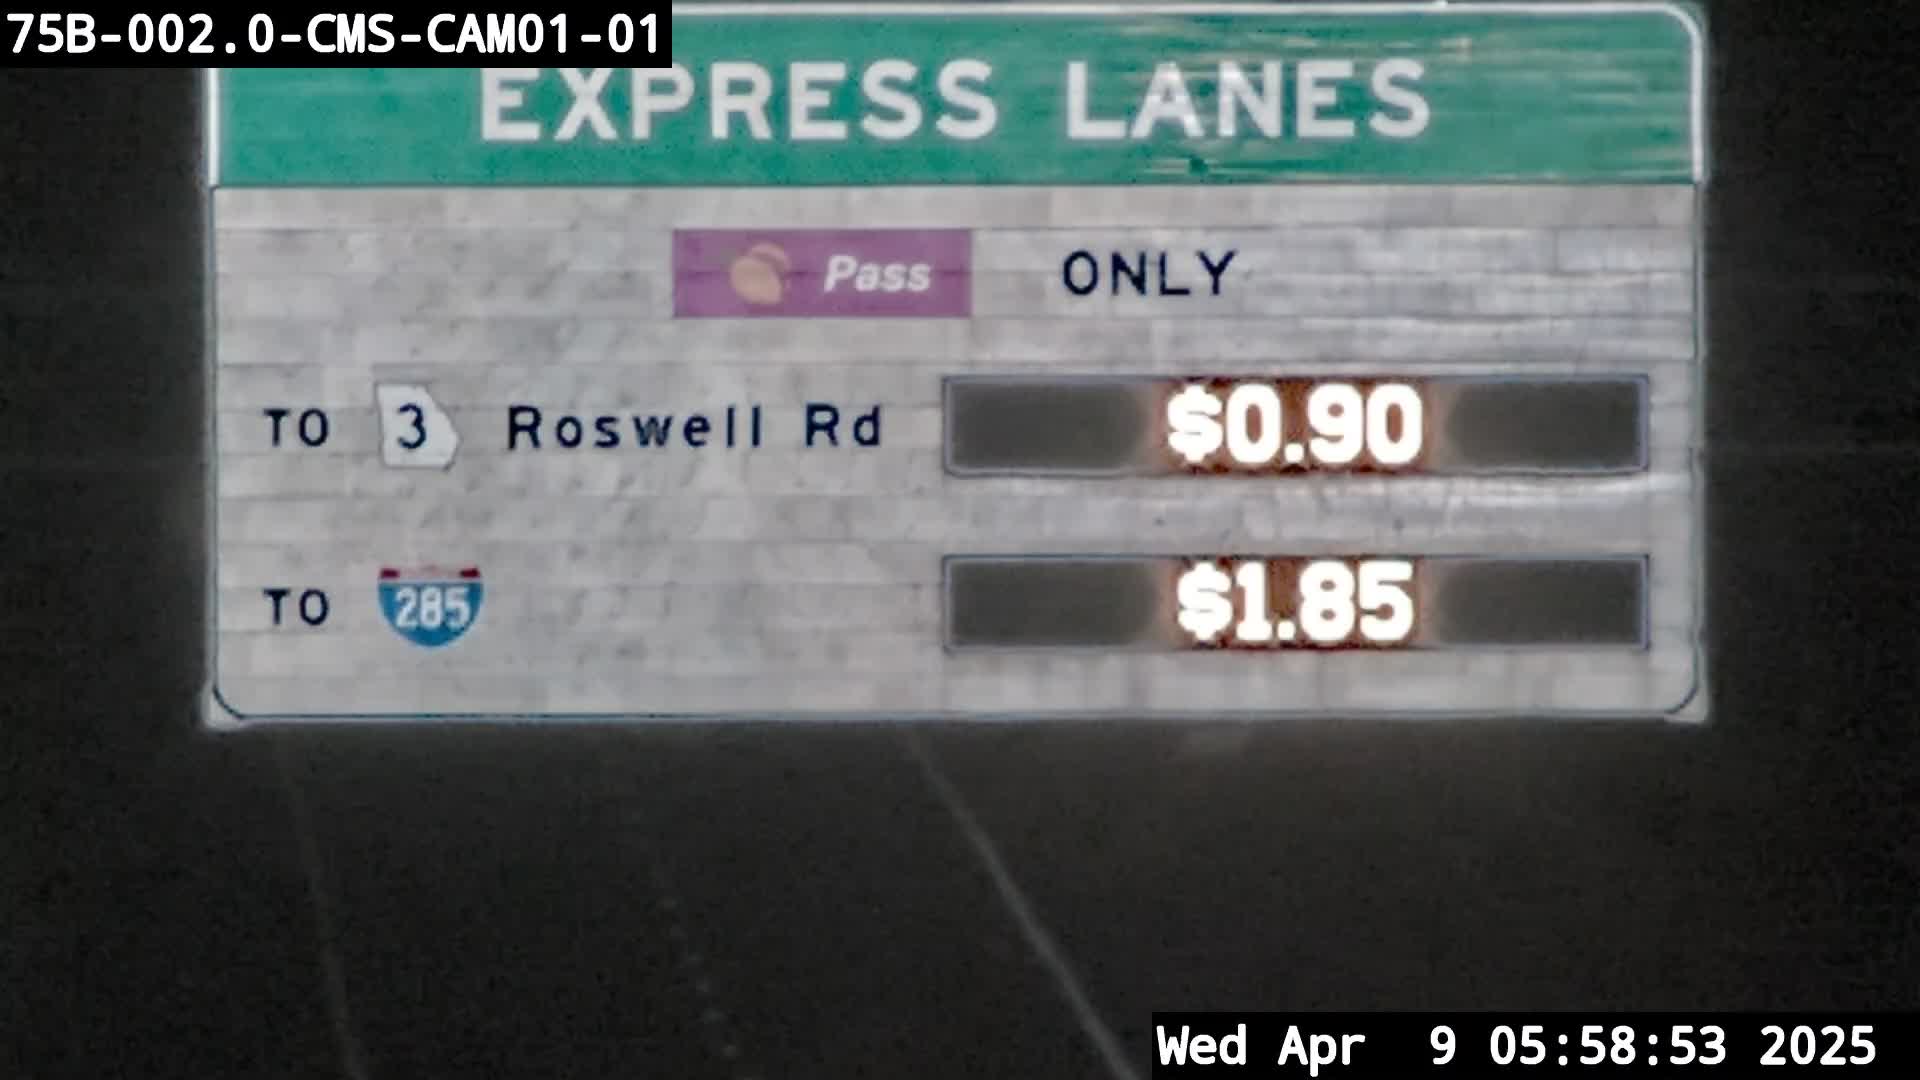 75B-002.0-CMS-CAM01-01
EXPRESS LANES
Pass ONLY
TO 3 Roswell Rd $0.90
TO 285 $1.85
Wed Apr 9 05:58:53 2025